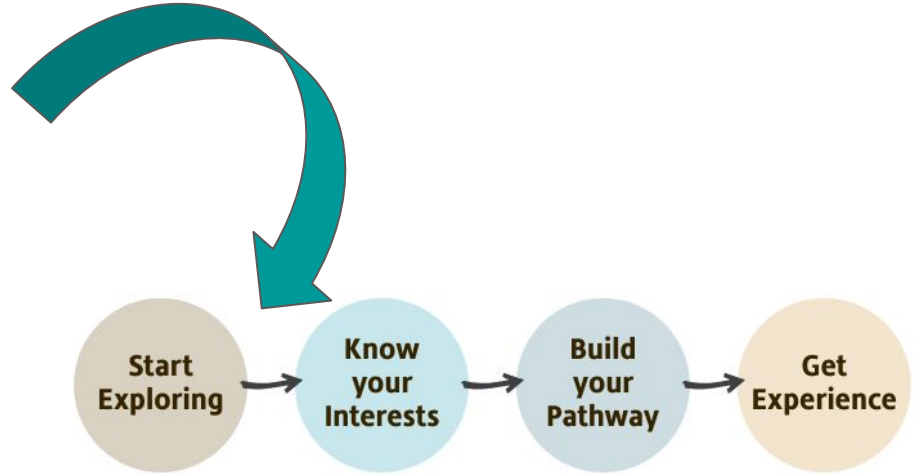 Start
Exploring
Know
your
Interests
Build
your
Pathway
Get
Experience